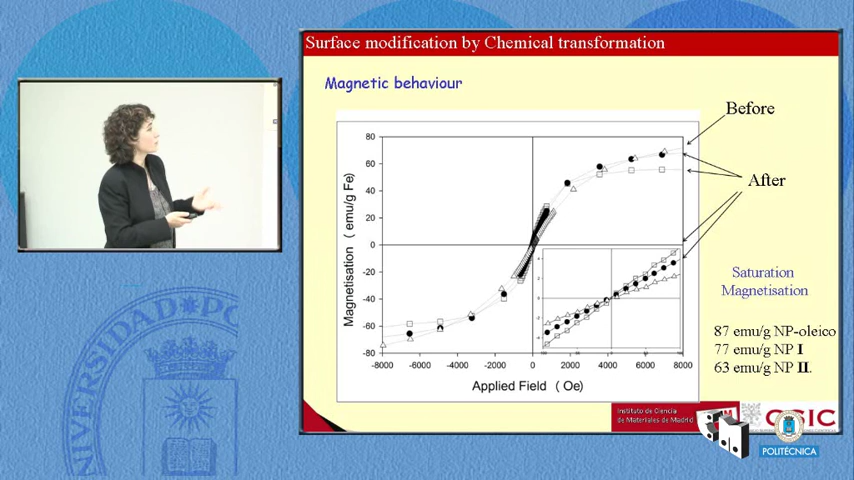 Surface modification by Chemical transformation
Magnetic behaviour
Before
After
80
60
40
20
0
-20
-40
-60
-80
-8000 -6000 -4000 -2000 0 2000 4000 6000 8000
Magnetisation ( emu/g Fe)
Applied Field ( Oe)
Saturation
Magnetisation
87 emu/g NP-oleico
77 emu/g NP I
63 emu/g NP II.
Instituto de Ciencia
de Materiales de Madrid
CSIC
POLITÉCNICA